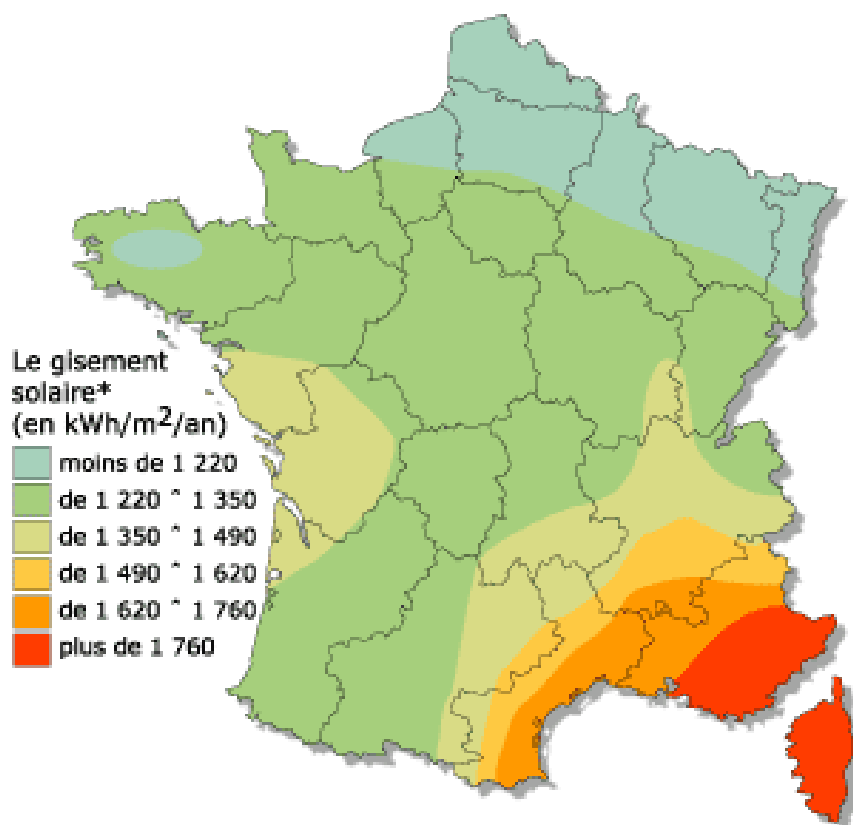 Le gisement
solaire*
(en kWh/m²/an)
moins de 1 220
de 1 220 ˆ 1 350
de 1 350 ˆ 1 490
de 1 490 ˆ 1 620
de 1 620 ˆ 1 760
plus de 1 760